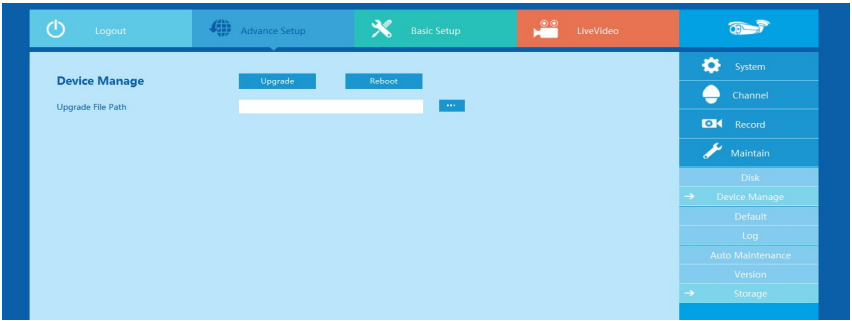 Logout
Advance Setup
Basic Setup
LiveVideo
Device Manage
Upgrade
Reboot
Upgrade File Path
...
System
Channel
Record
Maintain
Disk
Device Manage
Default
Log
Auto Maintenance
Version
Storage